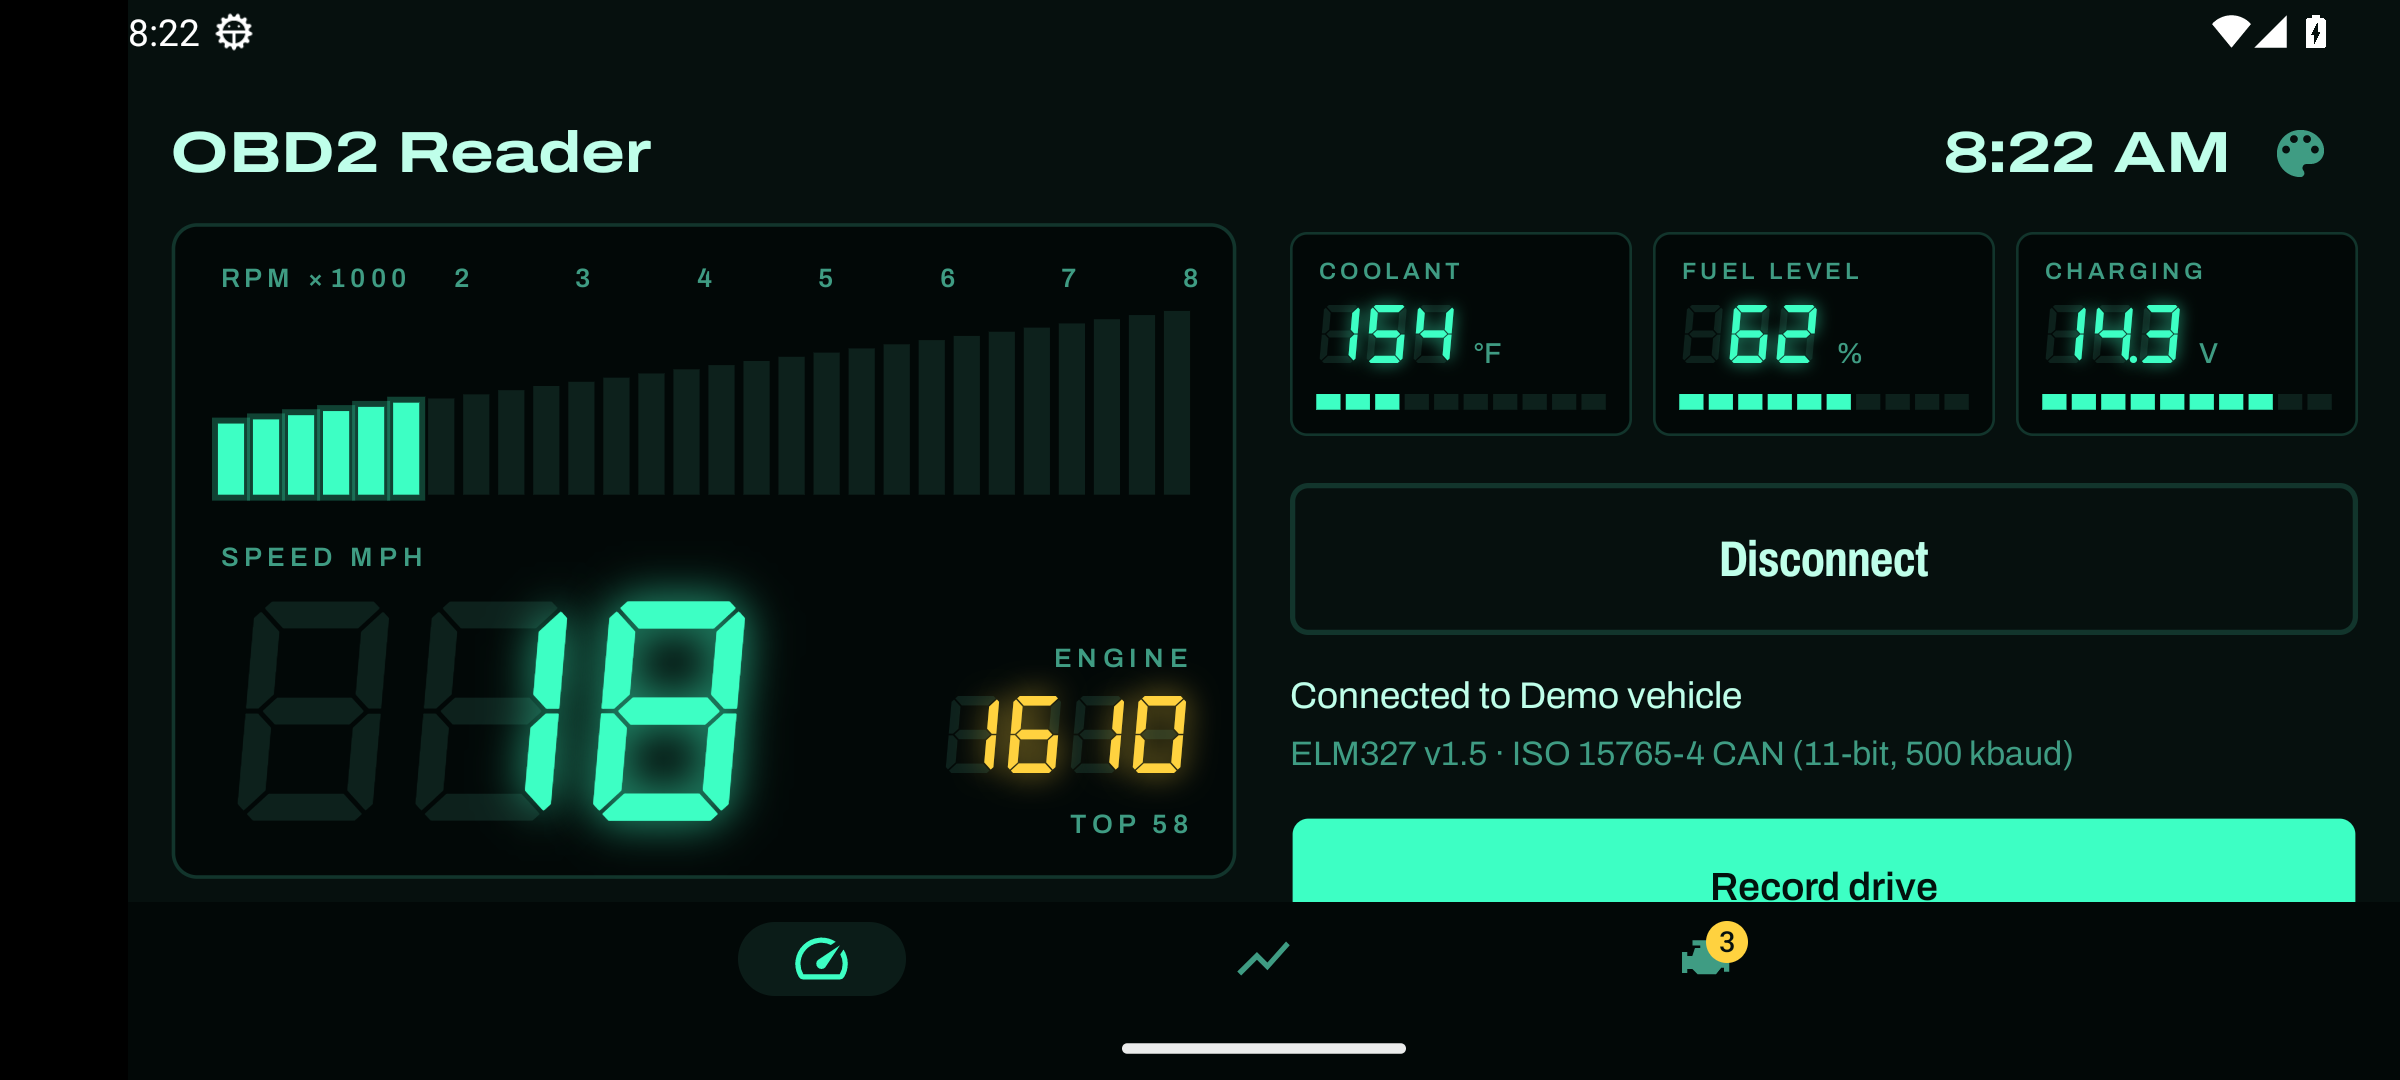 8:22
OBD2 Reader
8:22 AM
RPM ×1000 2 3 4 5 6 7 8
SPEED MPH
18
ENGINE
1610
TOP 58
COOLANT
154 °F
FUEL LEVEL
62 %
CHARGING
14.3 V
Disconnect
Connected to Demo vehicle
ELM327 v1.5 · ISO 15765-4 CAN (11-bit, 500 kbaud)
Record drive
3